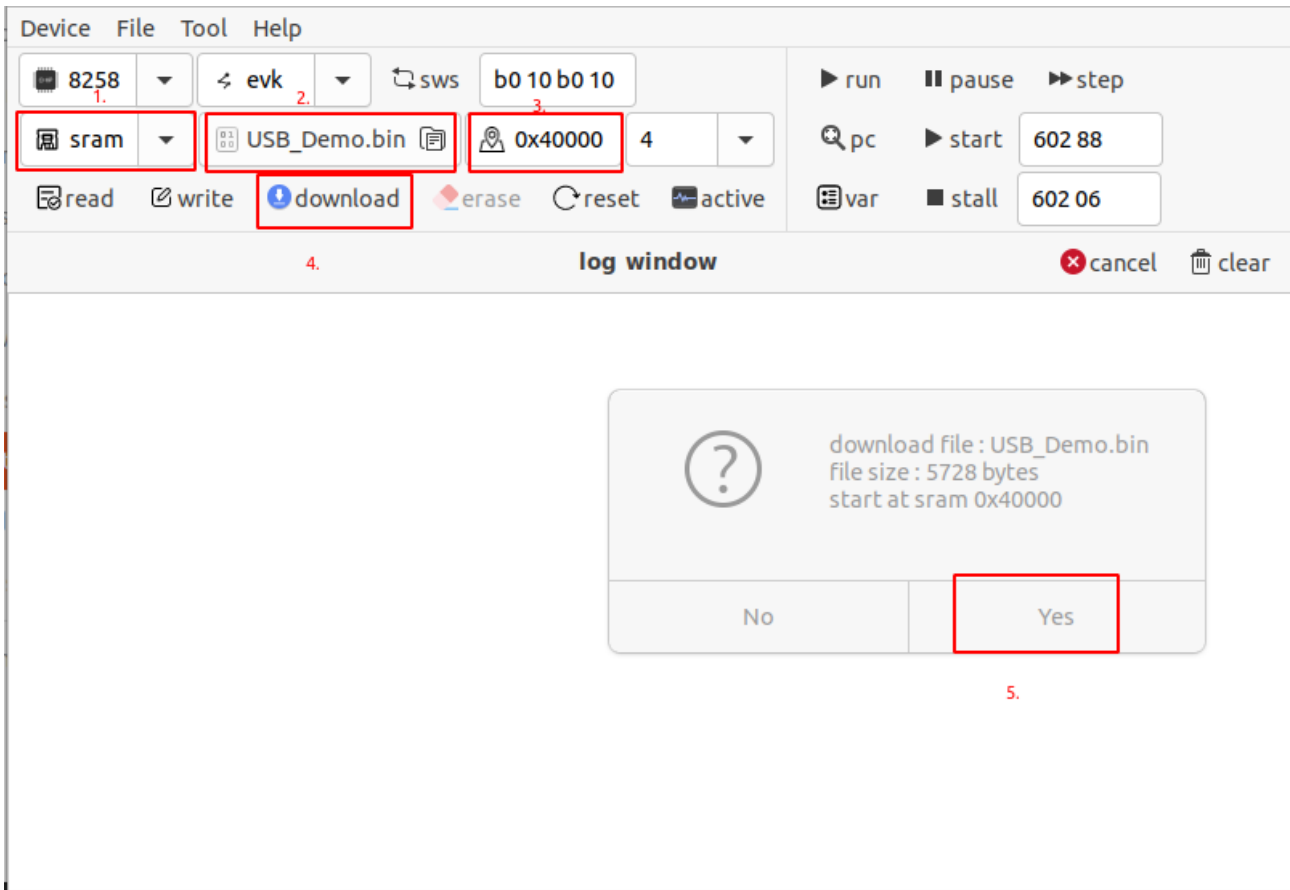 Device File Tool Help
8258 evk sws b0 10 b0 10 run pause step
1. 2. 3.
sram USB_Demo.bin 0x40000 4 pc start 602 88
read write download erase reset active var stall 602 06
4. log window cancel clear
download file : USB_Demo.bin
file size : 5728 bytes
start at sram 0x40000
No Yes
5.